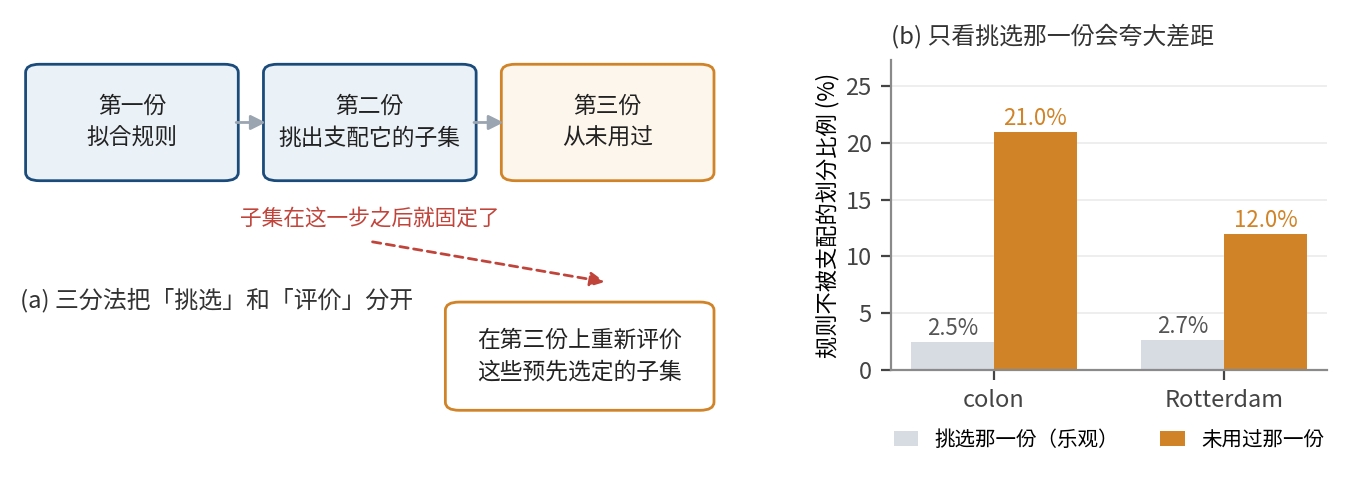 第一份
拟合规则
第二份
挑出支配它的子集
第三份
从未用过
子集在这一步之后就固定了
(a) 三分法把「挑选」和「评价」分开
在第三份上重新评价
这些预先选定的子集
(b) 只看挑选那一份会夸大差距
规则不被支配的划分比例 (%)
25
20
15
10
5
0
2.5%
21.0%
2.7%
12.0%
colon
Rotterdam
挑选那一份（乐观）
未用过那一份